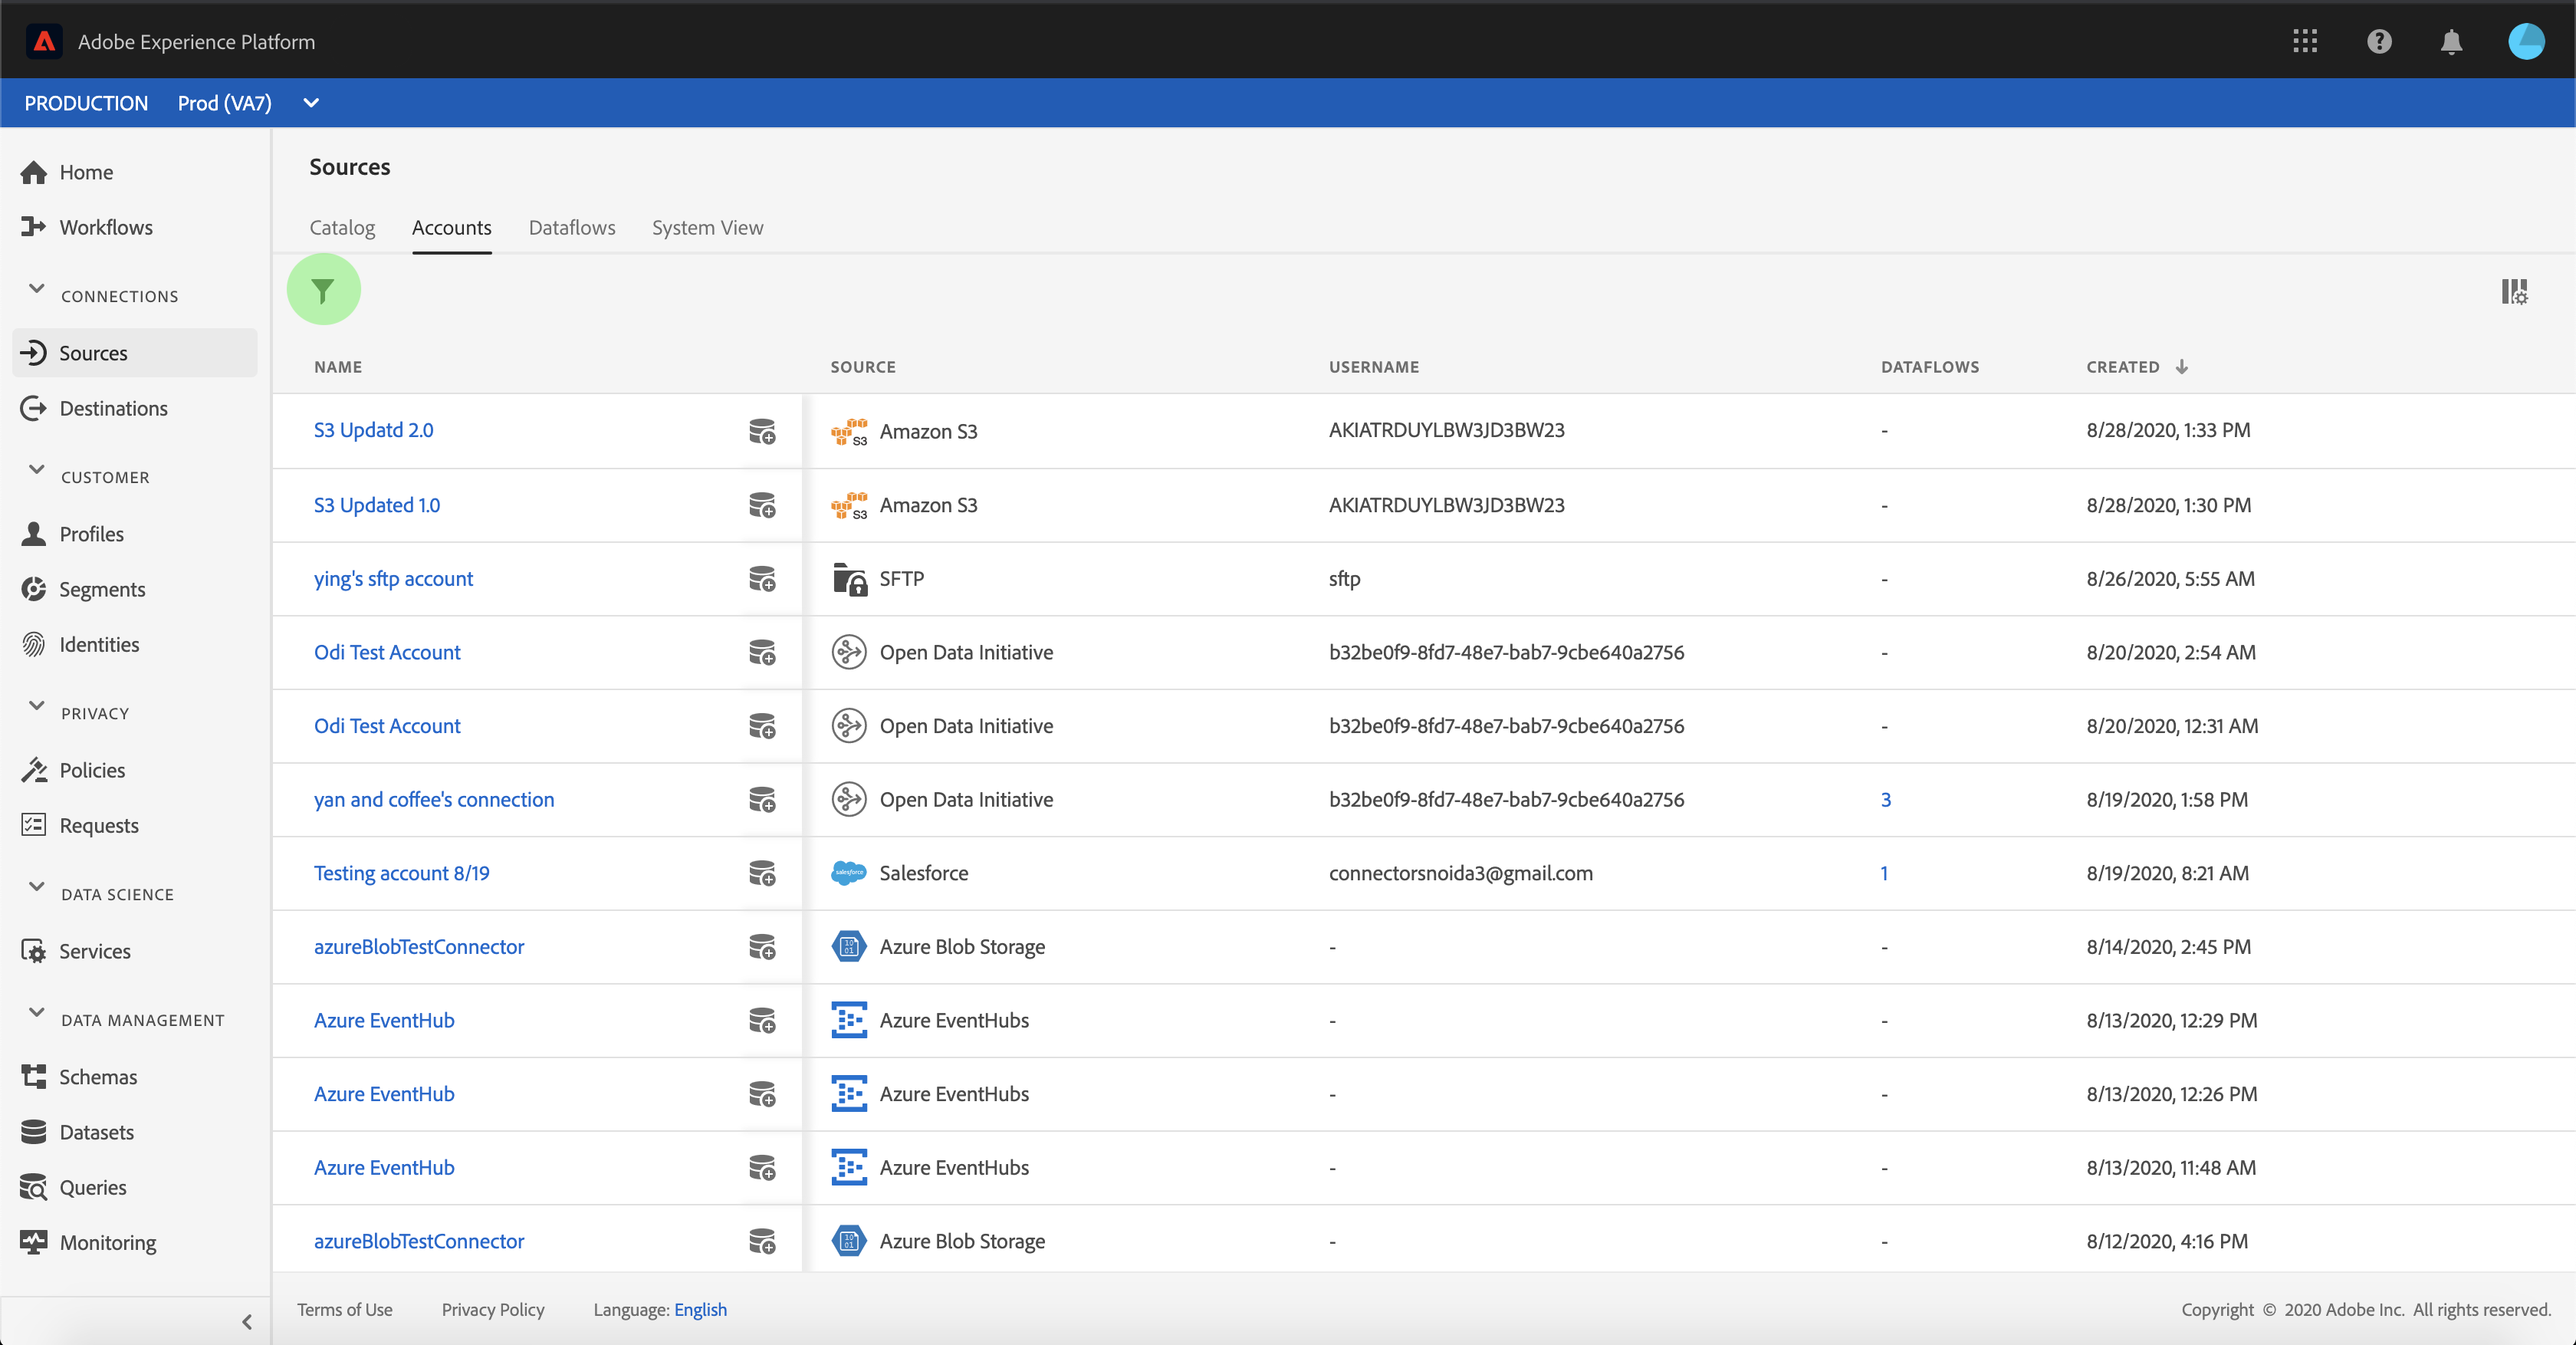 Adobe Experience Platform
PRODUCTION Prod (VA7)
Home
Workflows
CONNECTIONS
Sources
Destinations
CUSTOMER
Profiles
Segments
Identities
PRIVACY
Policies
Requests
DATA SCIENCE
Services
DATA MANAGEMENT
Schemas
Datasets
Queries
Monitoring
Sources
Catalog Accounts Dataflows System View
NAME SOURCE USERNAME DATAFLOWS CREATED
S3 Updatd 2.0 S3 Amazon S3 AKIATRDUYLBW3JD3BW23 - 8/28/2020, 1:33 PM
S3 Updated 1.0 S3 Amazon S3 AKIATRDUYLBW3JD3BW23 - 8/28/2020, 1:30 PM
ying's sftp account SFTP sftp - 8/26/2020, 5:55 AM
Odi Test Account Open Data Initiative b32be0f9-8fd7-48e7-bab7-9cbe640a2756 - 8/20/2020, 2:54 AM
Odi Test Account Open Data Initiative b32be0f9-8fd7-48e7-bab7-9cbe640a2756 - 8/20/2020, 12:31 AM
yan and coffee's connection Open Data Initiative b32be0f9-8fd7-48e7-bab7-9cbe640a2756 3 8/19/2020, 1:58 PM
Testing account 8/19 salesforce Salesforce connectorsnoida3@gmail.com 1 8/19/2020, 8:21 AM
azureBlobTestConnector Azure Blob Storage - - 8/14/2020, 2:45 PM
Azure EventHub Azure EventHubs - - 8/13/2020, 12:29 PM
Azure EventHub Azure EventHubs - - 8/13/2020, 12:26 PM
Azure EventHub Azure EventHubs - - 8/13/2020, 11:48 AM
azureBlobTestConnector Azure Blob Storage - - 8/12/2020, 4:16 PM
Terms of Use Privacy Policy Language: English Copyright © 2020 Adobe Inc. All rights reserved.